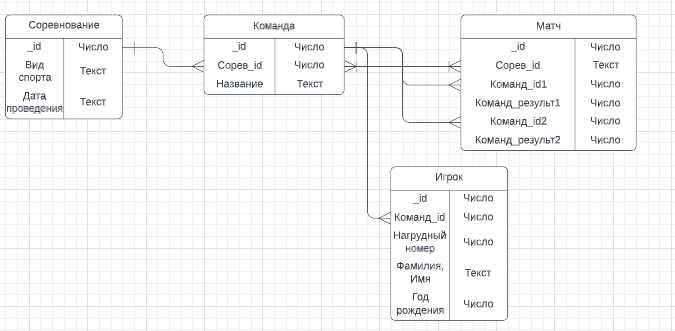 Соревнование
_id Число
Вид
спорта Текст
Дата
проведения Текст
Команда
_id Число
Сорев_id Число
Название Текст
Матч
_id Число
Сорев_id Текст
Команд_id1 Число
Команд_результ1 Число
Команд_id2 Число
Команд_результ2 Число
Игрок
_id Число
Команд_id Число
Нагрудный
номер Число
Фамилия,
Имя Текст
Год
рождения Число